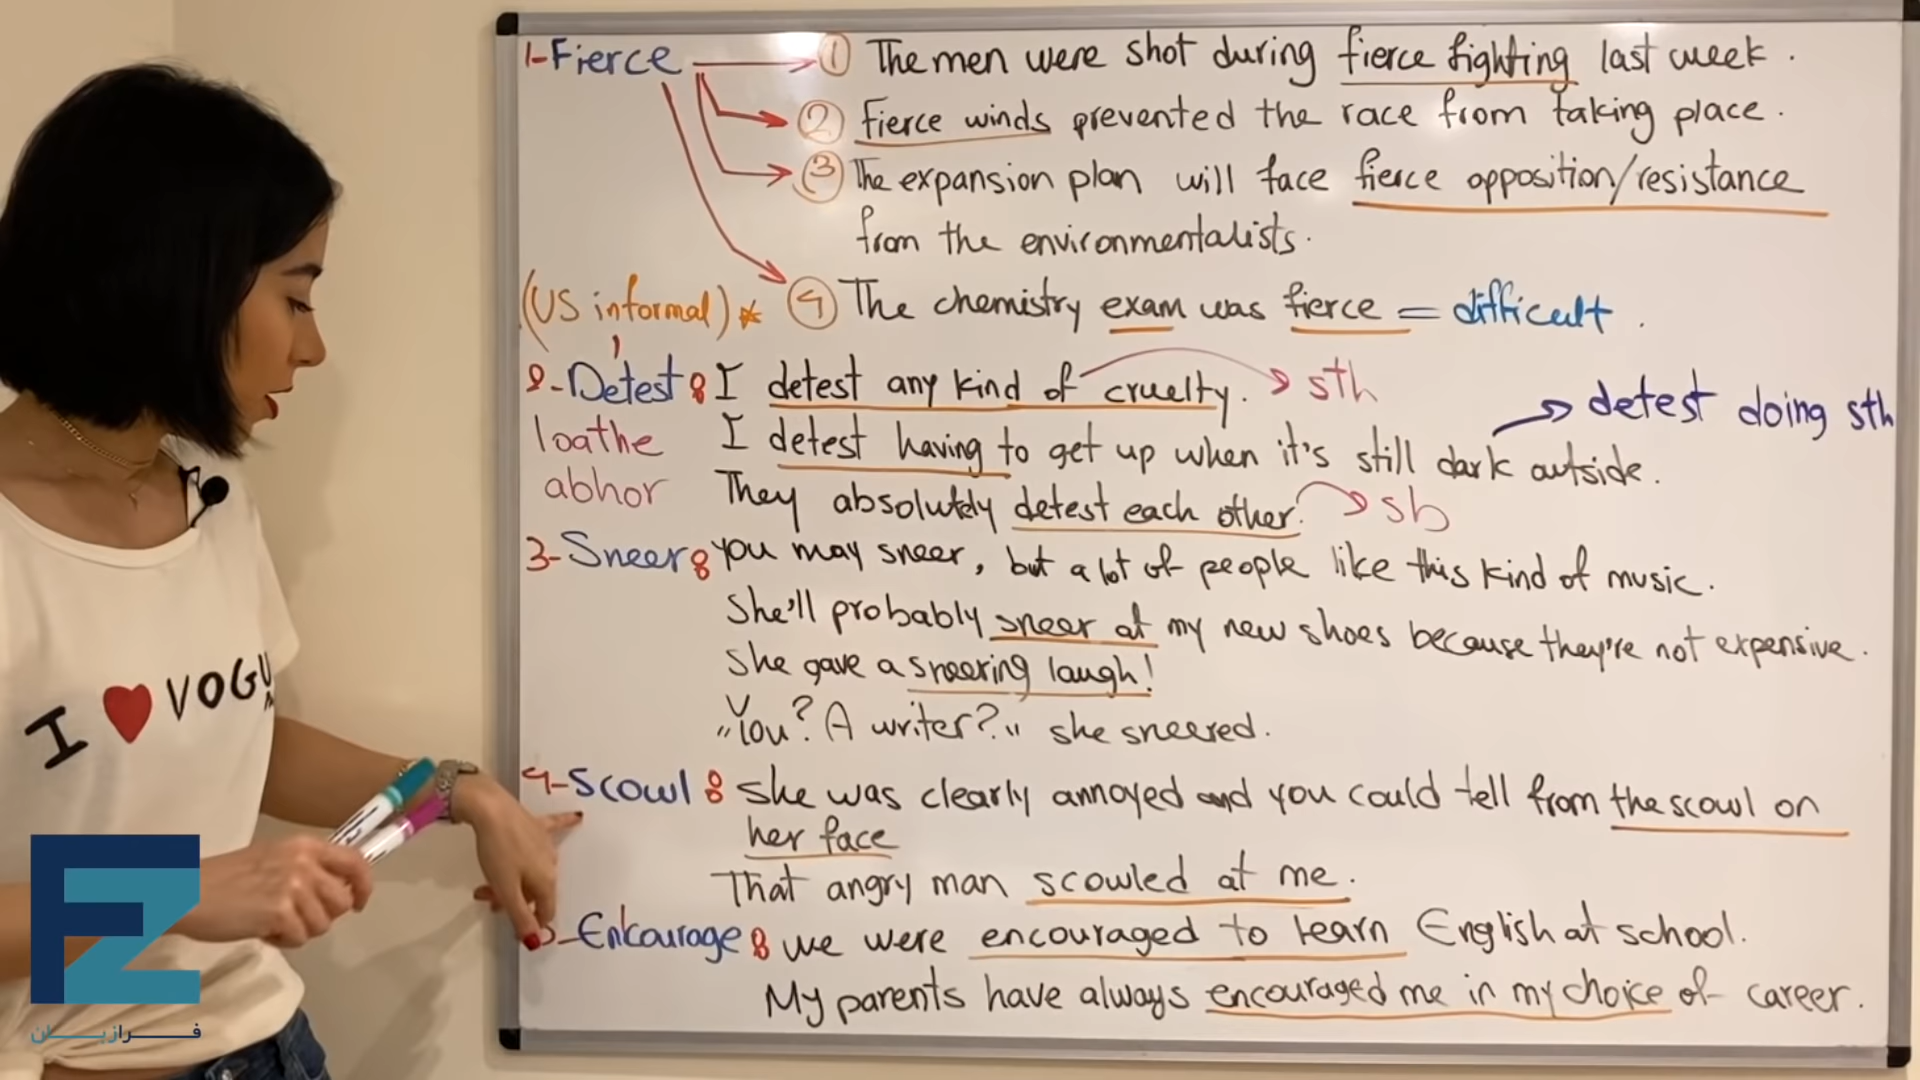 1-Fierce → ① The men were shot during fierce fighting last week.
② Fierce winds prevented the race from taking place.
③ The expansion plan will face fierce opposition/resistance
from the environmentalists.
(US informal) * ④ The chemistry exam was fierce = difficult.
2-Detest: I detest any kind of cruelty. → sth
→ detest doing sth
loathe I detest having to get up when it's still dark outside.
abhor They absolutely detest each other. → sb
3-Sneer: you may sneer, but a lot of people like this kind of music.
She'll probably sneer at my new shoes because they're not expensive.
She gave a sneering laugh!
"You? A writer?" she sneered.
4-Scowl: she was clearly annoyed and you could tell from the scowl on
her face
That angry man scowled at me.
5-Encourage: we were encouraged to learn English at school.
My parents have always encouraged me in my choice of career.
I ♥ VOGU
FZ
فرازبان